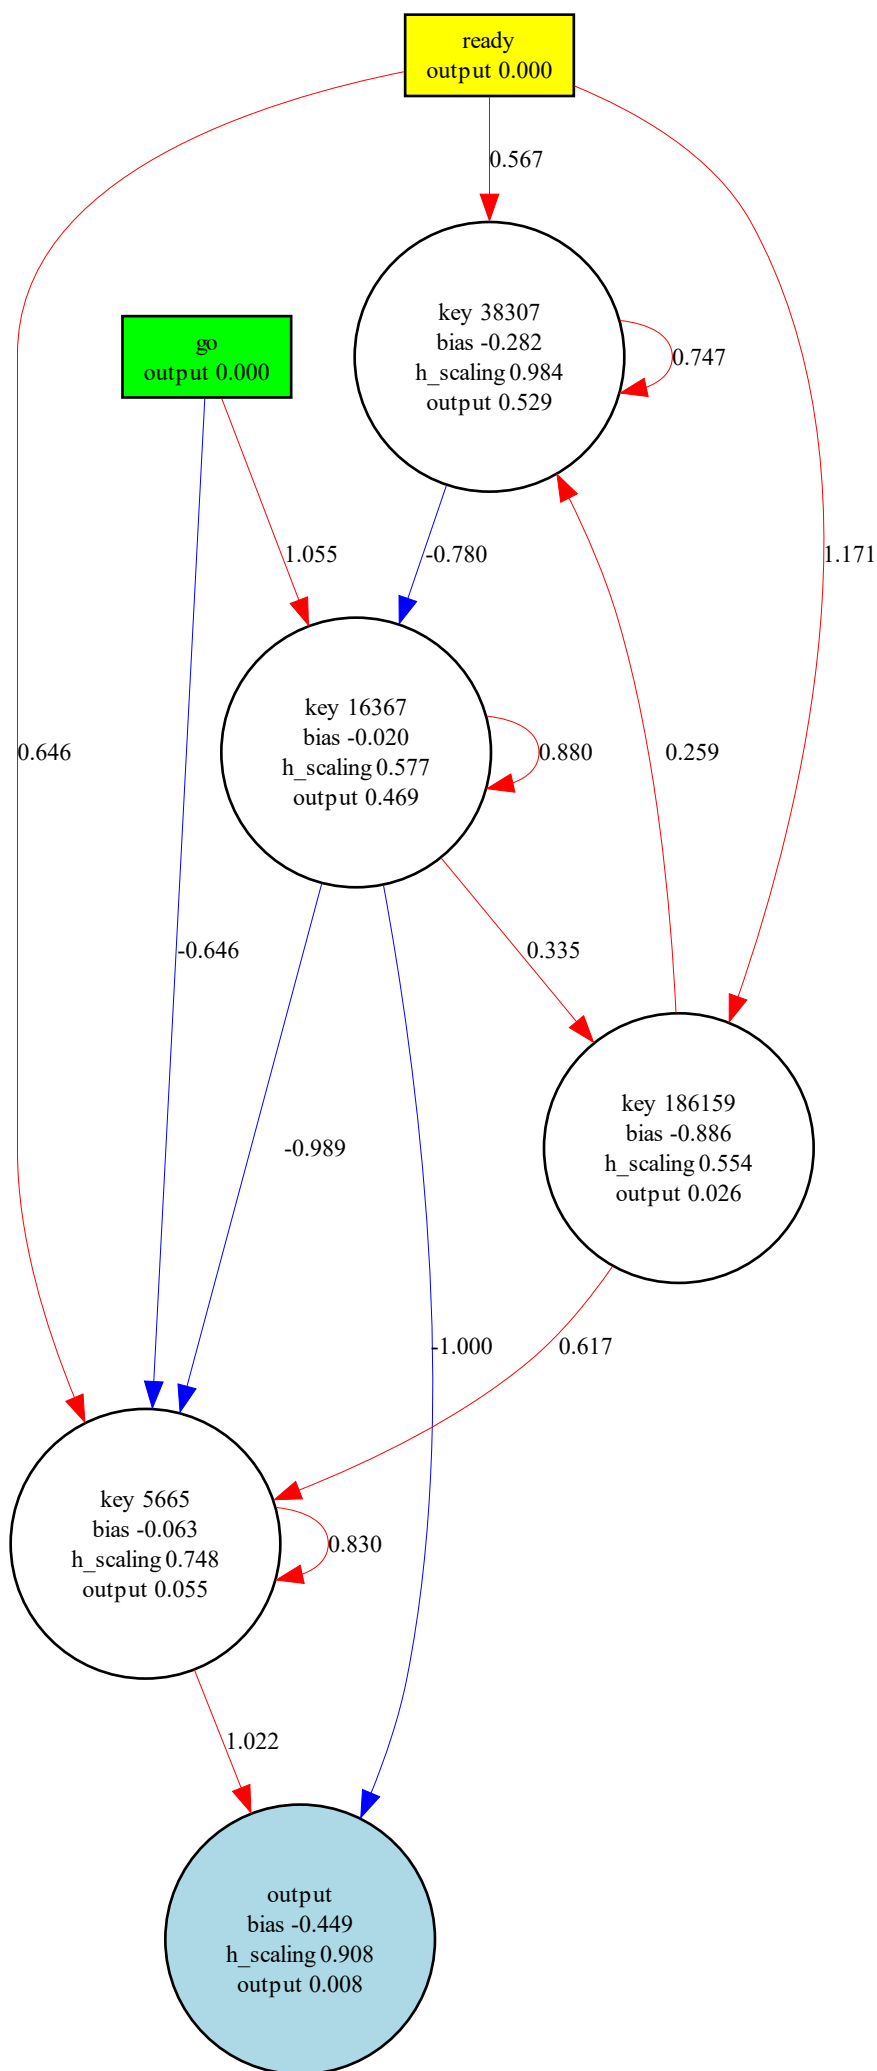 ready
output 0.000
0.567
go
output 0.000
key 38307
bias -0.282
h_scaling 0.984
output 0.529
0.747
1.055
-0.780
1.171
key 16367
bias -0.020
h_scaling 0.577
output 0.469
0.646
0.880
0.259
-0.646
0.335
key 186159
bias -0.886
h_scaling 0.554
output 0.026
-0.989
-1.000
0.617
key 5665
bias -0.063
h_scaling 0.748
output 0.055
0.830
1.022
output
bias -0.449
h_scaling 0.908
output 0.008